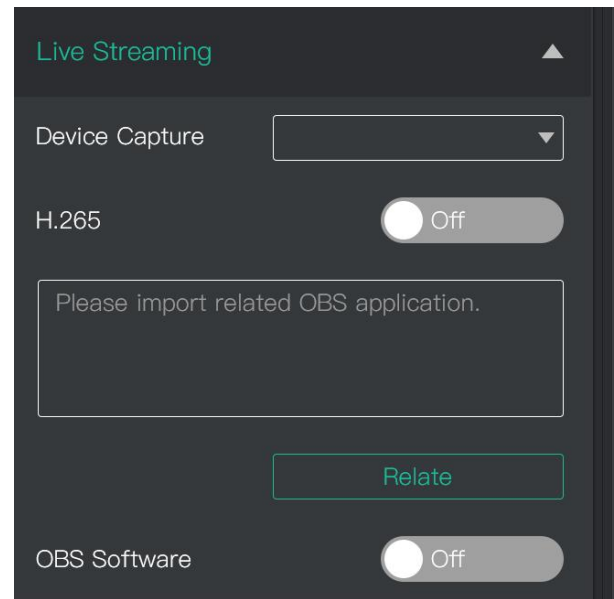 Live Streaming
Device Capture
H.265
Off
Please import related OBS application.
Relate
OBS Software
Off